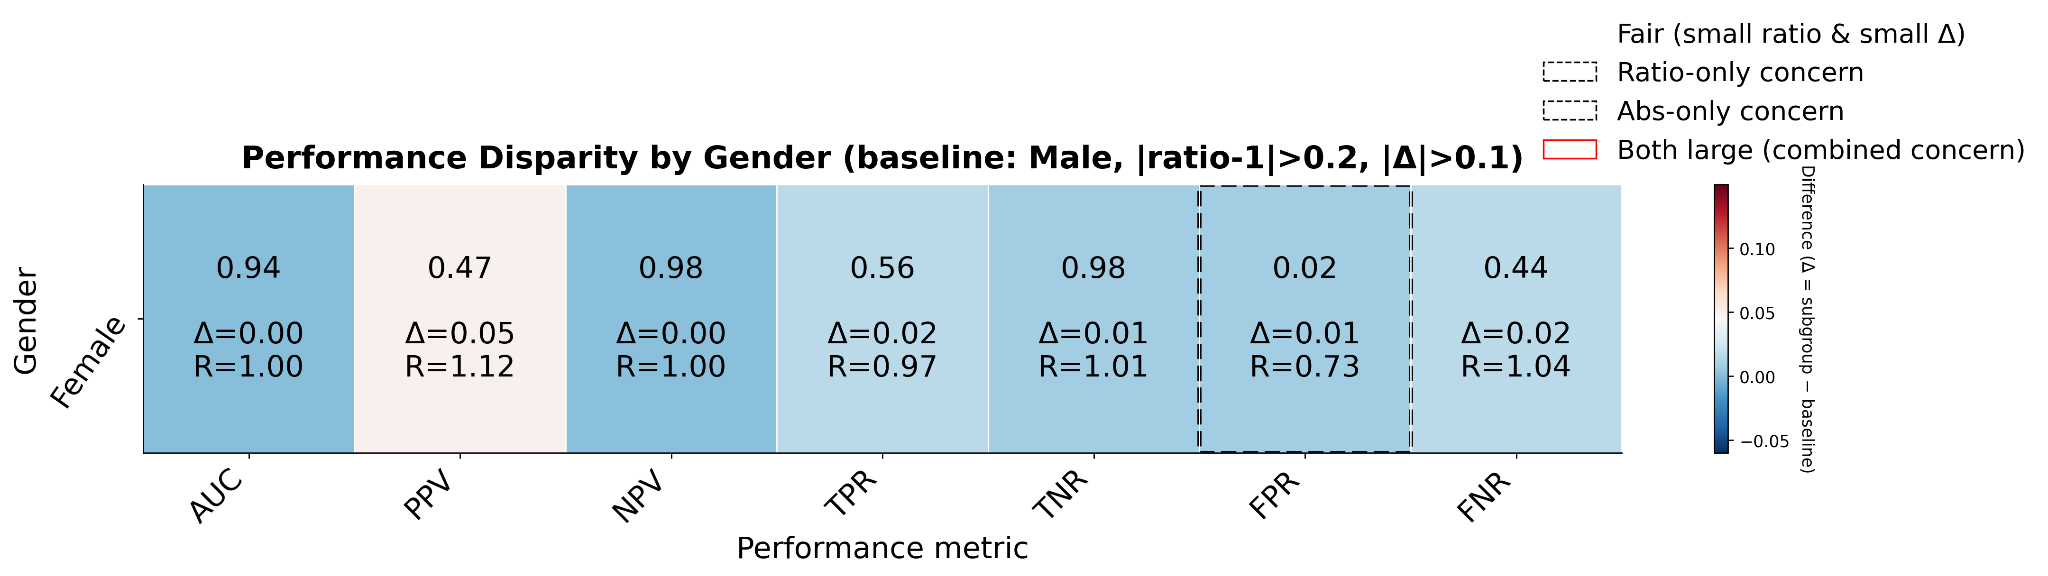 Fair (small ratio & small Δ)
Ratio-only concern
Abs-only concern
Both large (combined concern)
Performance Disparity by Gender (baseline: Male, |ratio-1|>0.2, |Δ|>0.1)
Gender
Female
0.94 0.47 0.98 0.56 0.98 0.02 0.44
Δ=0.00 Δ=0.05 Δ=0.00 Δ=0.02 Δ=0.01 Δ=0.01 Δ=0.02
R=1.00 R=1.12 R=1.00 R=0.97 R=1.01 R=0.73 R=1.04
AUC PPV NPV TPR TNR FPR FNR
Performance metric
0.10
0.05
0.00
−0.05
Difference (Δ = subgroup − baseline)